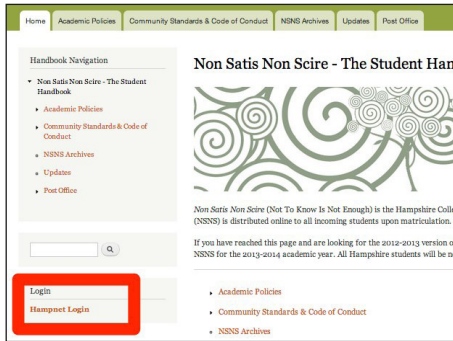 Home
Academic Policies
Community Standards & Code of Conduct
NSNS Archives
Updates
Post Office
Handbook Navigation
Non Satis Non Scire - The Student
Handbook
Academic Policies
Community Standards & Code of
Conduct
NSNS Archives
Updates
Post Office
Login
Hampnet Login
Non Satis Non Scire - The Student Han
Non Satis Non Scire (Not To Know Is Not Enough) is the Hampshire Colle
(NSNS) is distributed online to all incoming students upon matriculation.
If you have reached this page and are looking for the 2012-2013 version o
NSNS for the 2013-2014 academic year. All Hampshire students will be n
Academic Policies
Community Standards & Code of Conduct
NSNS Archives